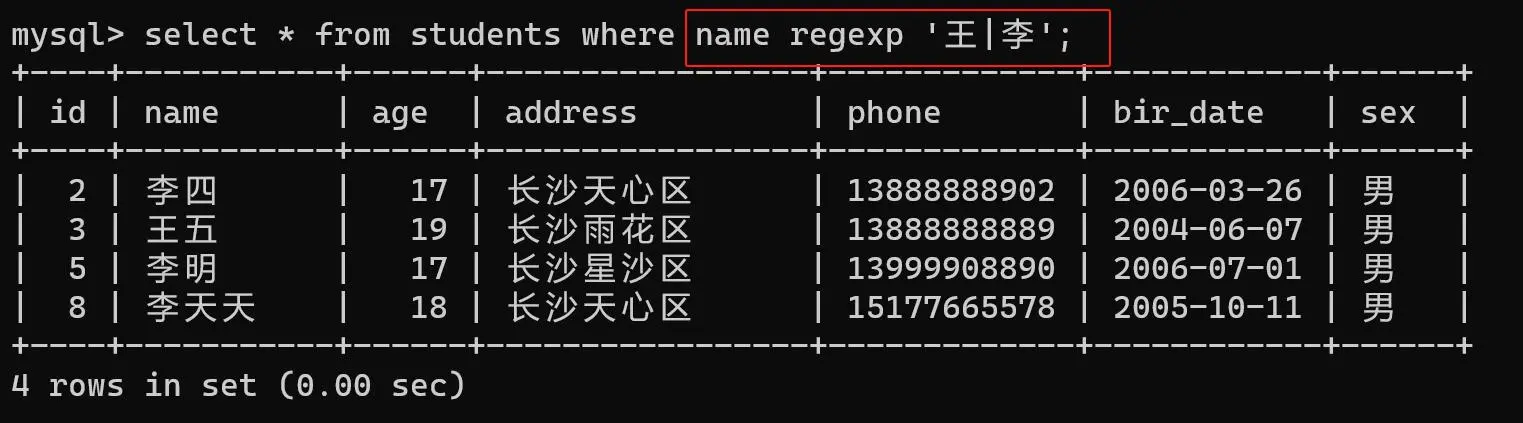 mysql> select * from students where name regexp '王|李';
+----+-----------+------+------------------+-------------+------------+------+
| id | name | age | address | phone | bir_date | sex |
+----+-----------+------+------------------+-------------+------------+------+
| 2 | 李四 | 17 | 长沙天心区 | 13888888902 | 2006-03-26 | 男 |
| 3 | 王五 | 19 | 长沙雨花区 | 13888888889 | 2004-06-07 | 男 |
| 5 | 李明 | 17 | 长沙星沙区 | 13999908890 | 2006-07-01 | 男 |
| 8 | 李天天 | 18 | 长沙天心区 | 15177665578 | 2005-10-11 | 男 |
+----+-----------+------+------------------+-------------+------------+------+
4 rows in set (0.00 sec)